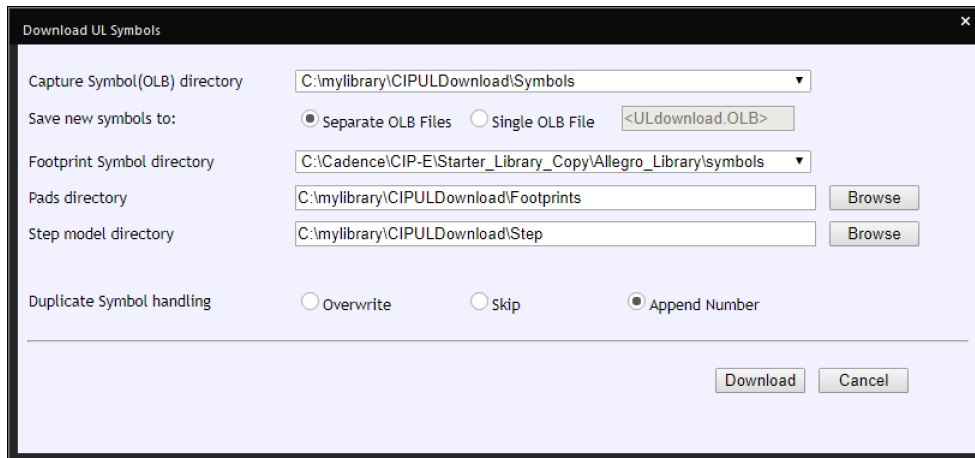 Download UL Symbols
Capture Symbol(OLB) directory C:\mylibrary\CIPULDownload\Symbols
Save new symbols to: Separate OLB Files Single OLB File <ULdownload.OLB>
Footprint Symbol directory C:\Cadence\CIP-E\Starter_Library_Copy\Allegro_Library\symbols
Pads directory C:\mylibrary\CIPULDownload\Footprints Browse
Step model directory C:\mylibrary\CIPULDownload\Step Browse
Duplicate Symbol handling Overwrite Skip Append Number
Download Cancel